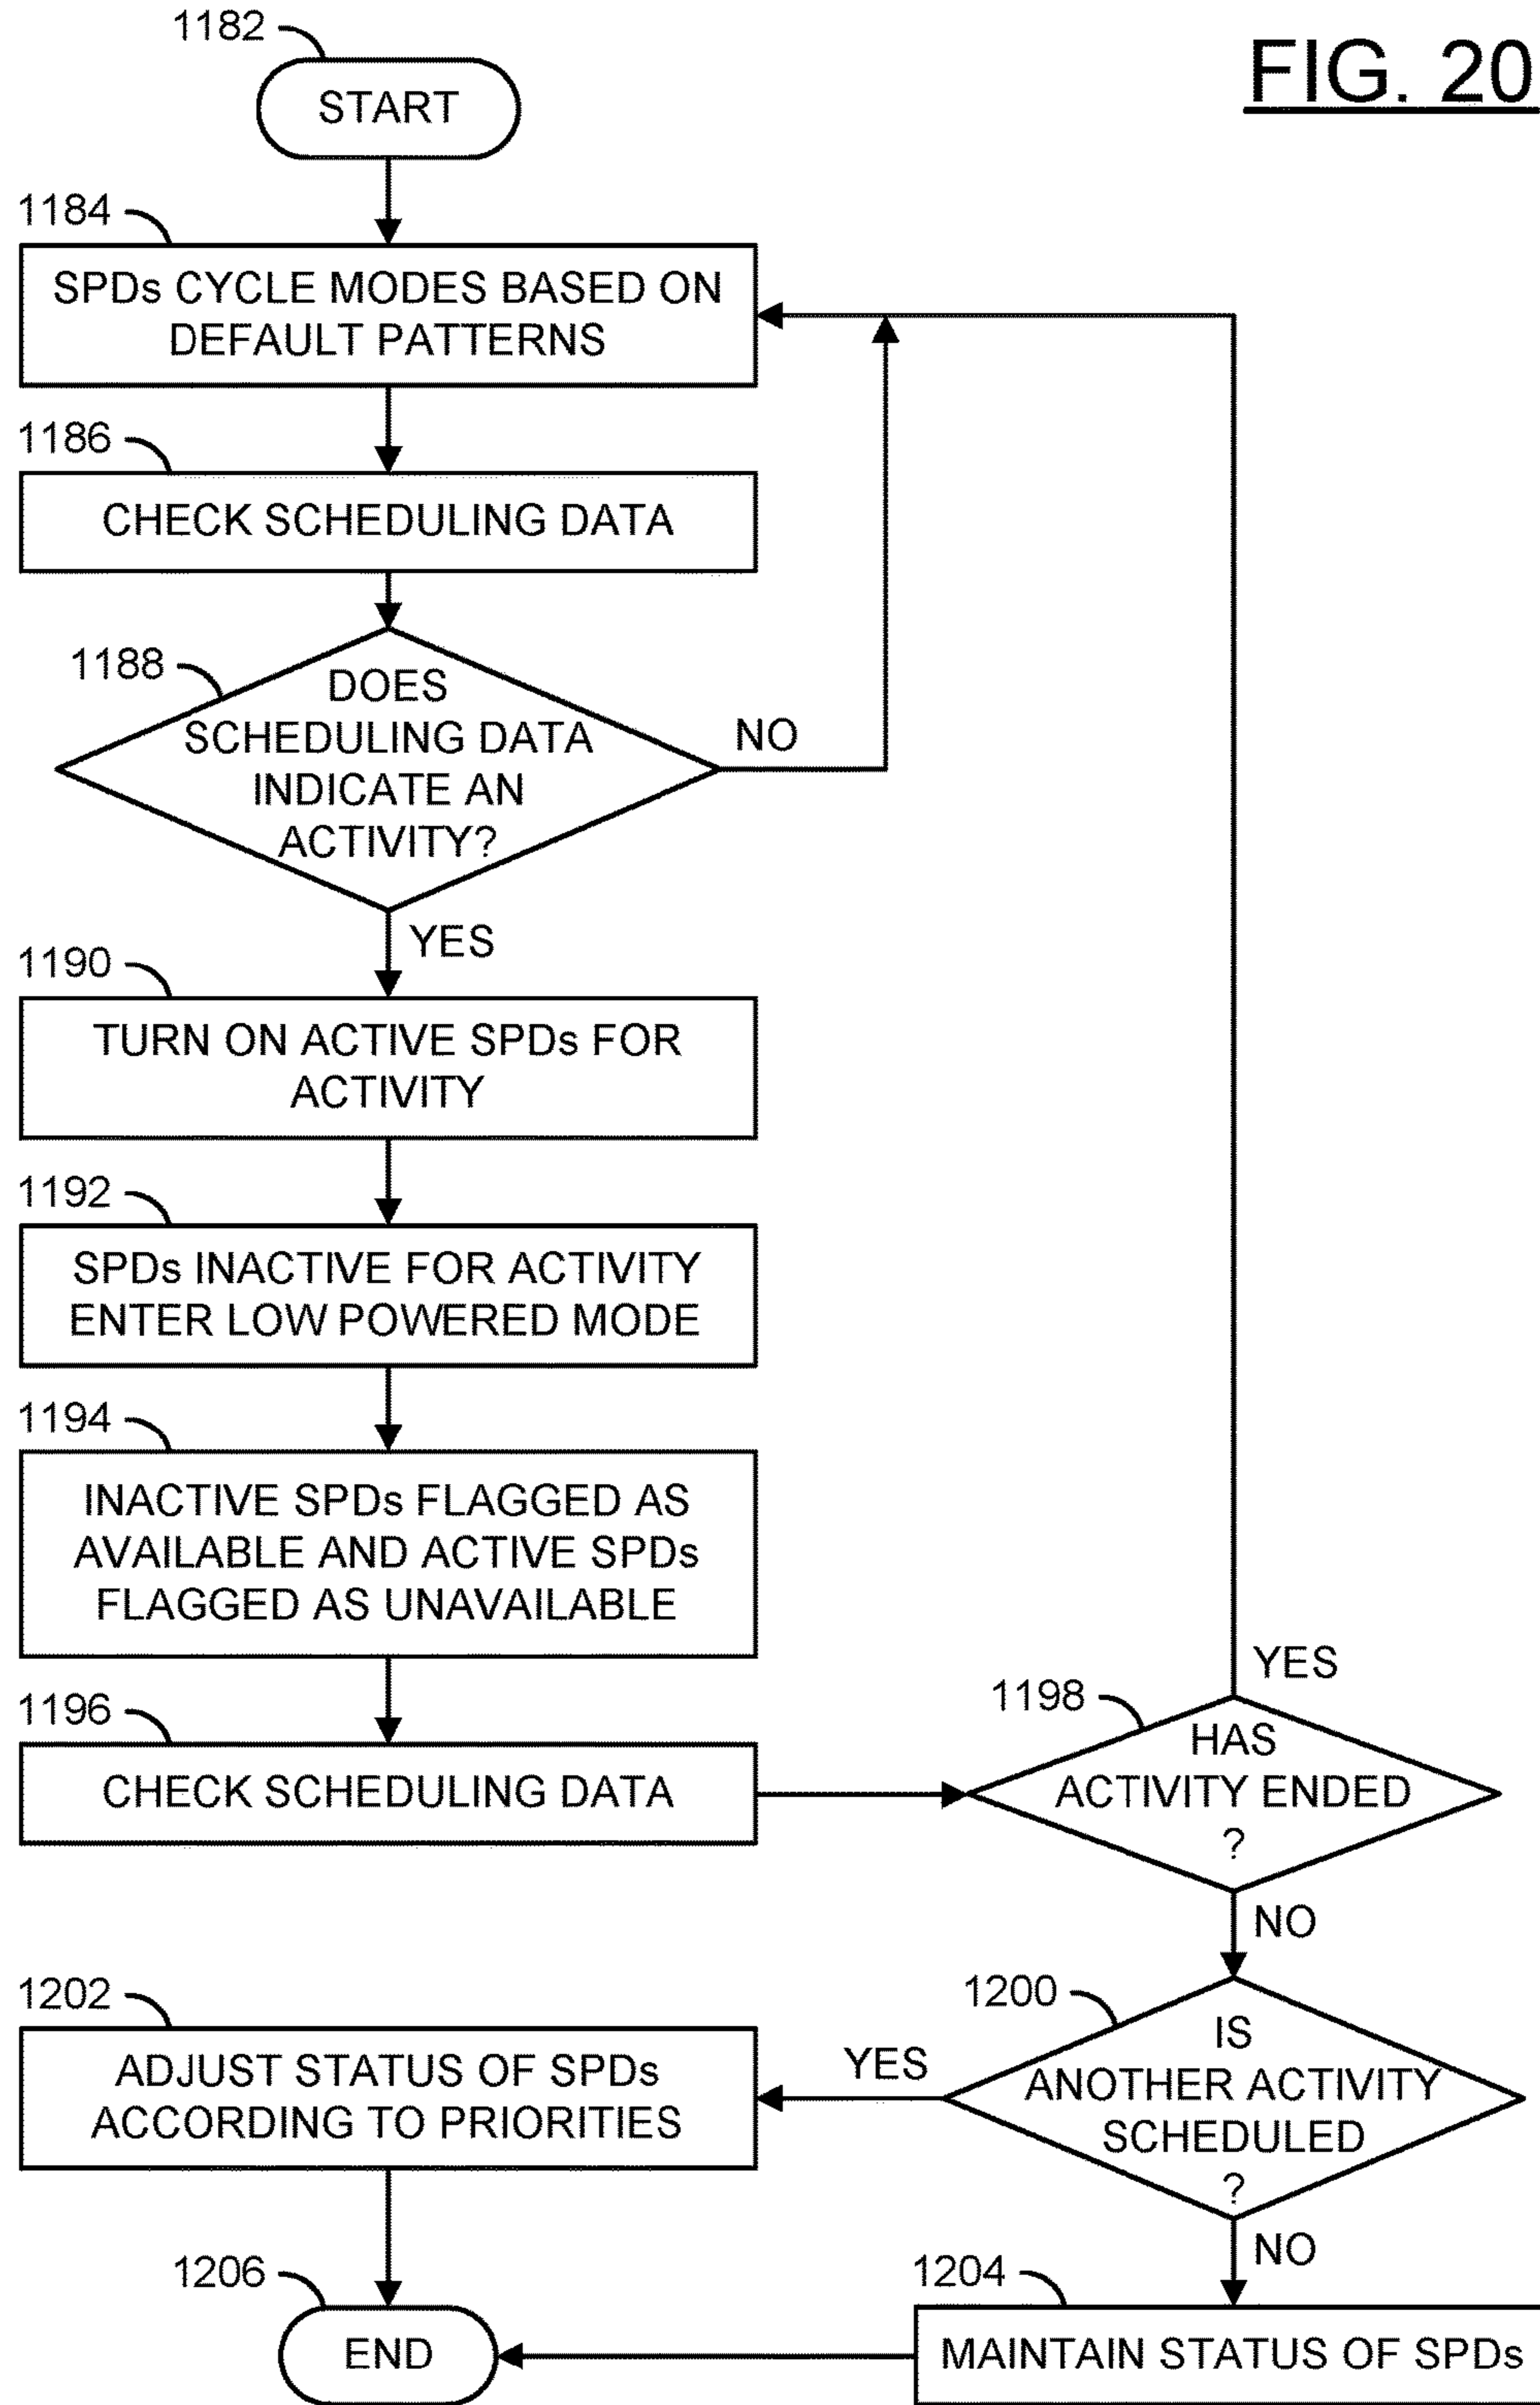 FIG. 20
1182
START
1184
SPDs CYCLE MODES BASED ON
DEFAULT PATTERNS
1186
CHECK SCHEDULING DATA
1188
DOES
SCHEDULING DATA
INDICATE AN
ACTIVITY?
NO
YES
1190
TURN ON ACTIVE SPDs FOR
ACTIVITY
1192
SPDs INACTIVE FOR ACTIVITY
ENTER LOW POWERED MODE
1194
INACTIVE SPDs FLAGGED AS
AVAILABLE AND ACTIVE SPDs
FLAGGED AS UNAVAILABLE
1196
CHECK SCHEDULING DATA
1198
HAS
ACTIVITY ENDED
?
YES
NO
1200
IS
ANOTHER ACTIVITY
SCHEDULED
?
YES
NO
1202
ADJUST STATUS OF SPDs
ACCORDING TO PRIORITIES
1204
MAINTAIN STATUS OF SPDs
1206
END